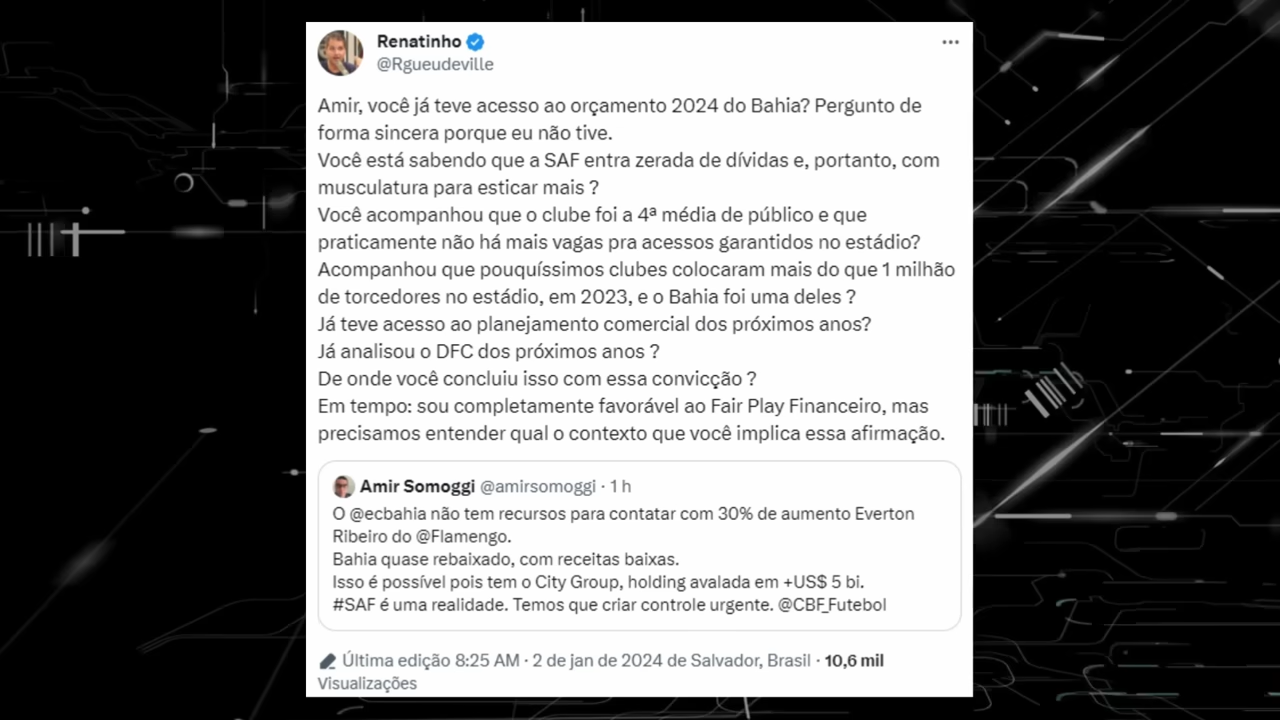 Renatinho
@Rgueudeville
Amir, você já teve acesso ao orçamento 2024 do Bahia? Pergunto de
forma sincera porque eu não tive.
Você está sabendo que a SAF entra zerada de dívidas e, portanto, com
musculatura para esticar mais ?
Você acompanhou que o clube foi a 4ª média de público e que
praticamente não há mais vagas pra acessos garantidos no estádio?
Acompanhou que pouquíssimos clubes colocaram mais do que 1 milhão
de torcedores no estádio, em 2023, e o Bahia foi uma deles ?
Já teve acesso ao planejamento comercial dos próximos anos?
Já analisou o DFC dos próximos anos ?
De onde você concluiu isso com essa convicção ?
Em tempo: sou completamente favorável ao Fair Play Financeiro, mas
precisamos entender qual o contexto que você implica essa afirmação.
Amir Somoggi @amirsomoggi · 1 h
O @ecbahia não tem recursos para contatar com 30% de aumento Everton
Ribeiro do @Flamengo.
Bahia quase rebaixado, com receitas baixas.
Isso é possível pois tem o City Group, holding avalada em +US$ 5 bi.
#SAF é uma realidade. Temos que criar controle urgente. @CBF_Futebol
Última edição 8:25 AM · 2 de jan de 2024 de Salvador, Brasil · 10,6 mil
Visualizações